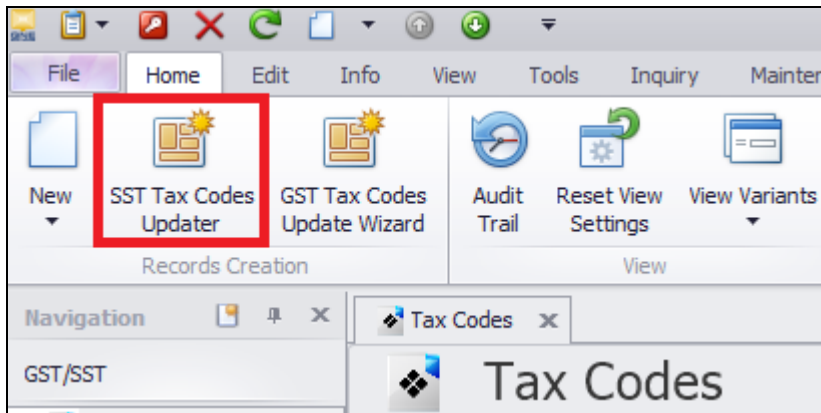 File Home Edit Info View Tools Inquiry Mainten
New SST Tax Codes GST Tax Codes Audit Reset View View Variants
Updater Update Wizard Trail Settings
Records Creation View
Navigation Tax Codes
GST/SST Tax Codes